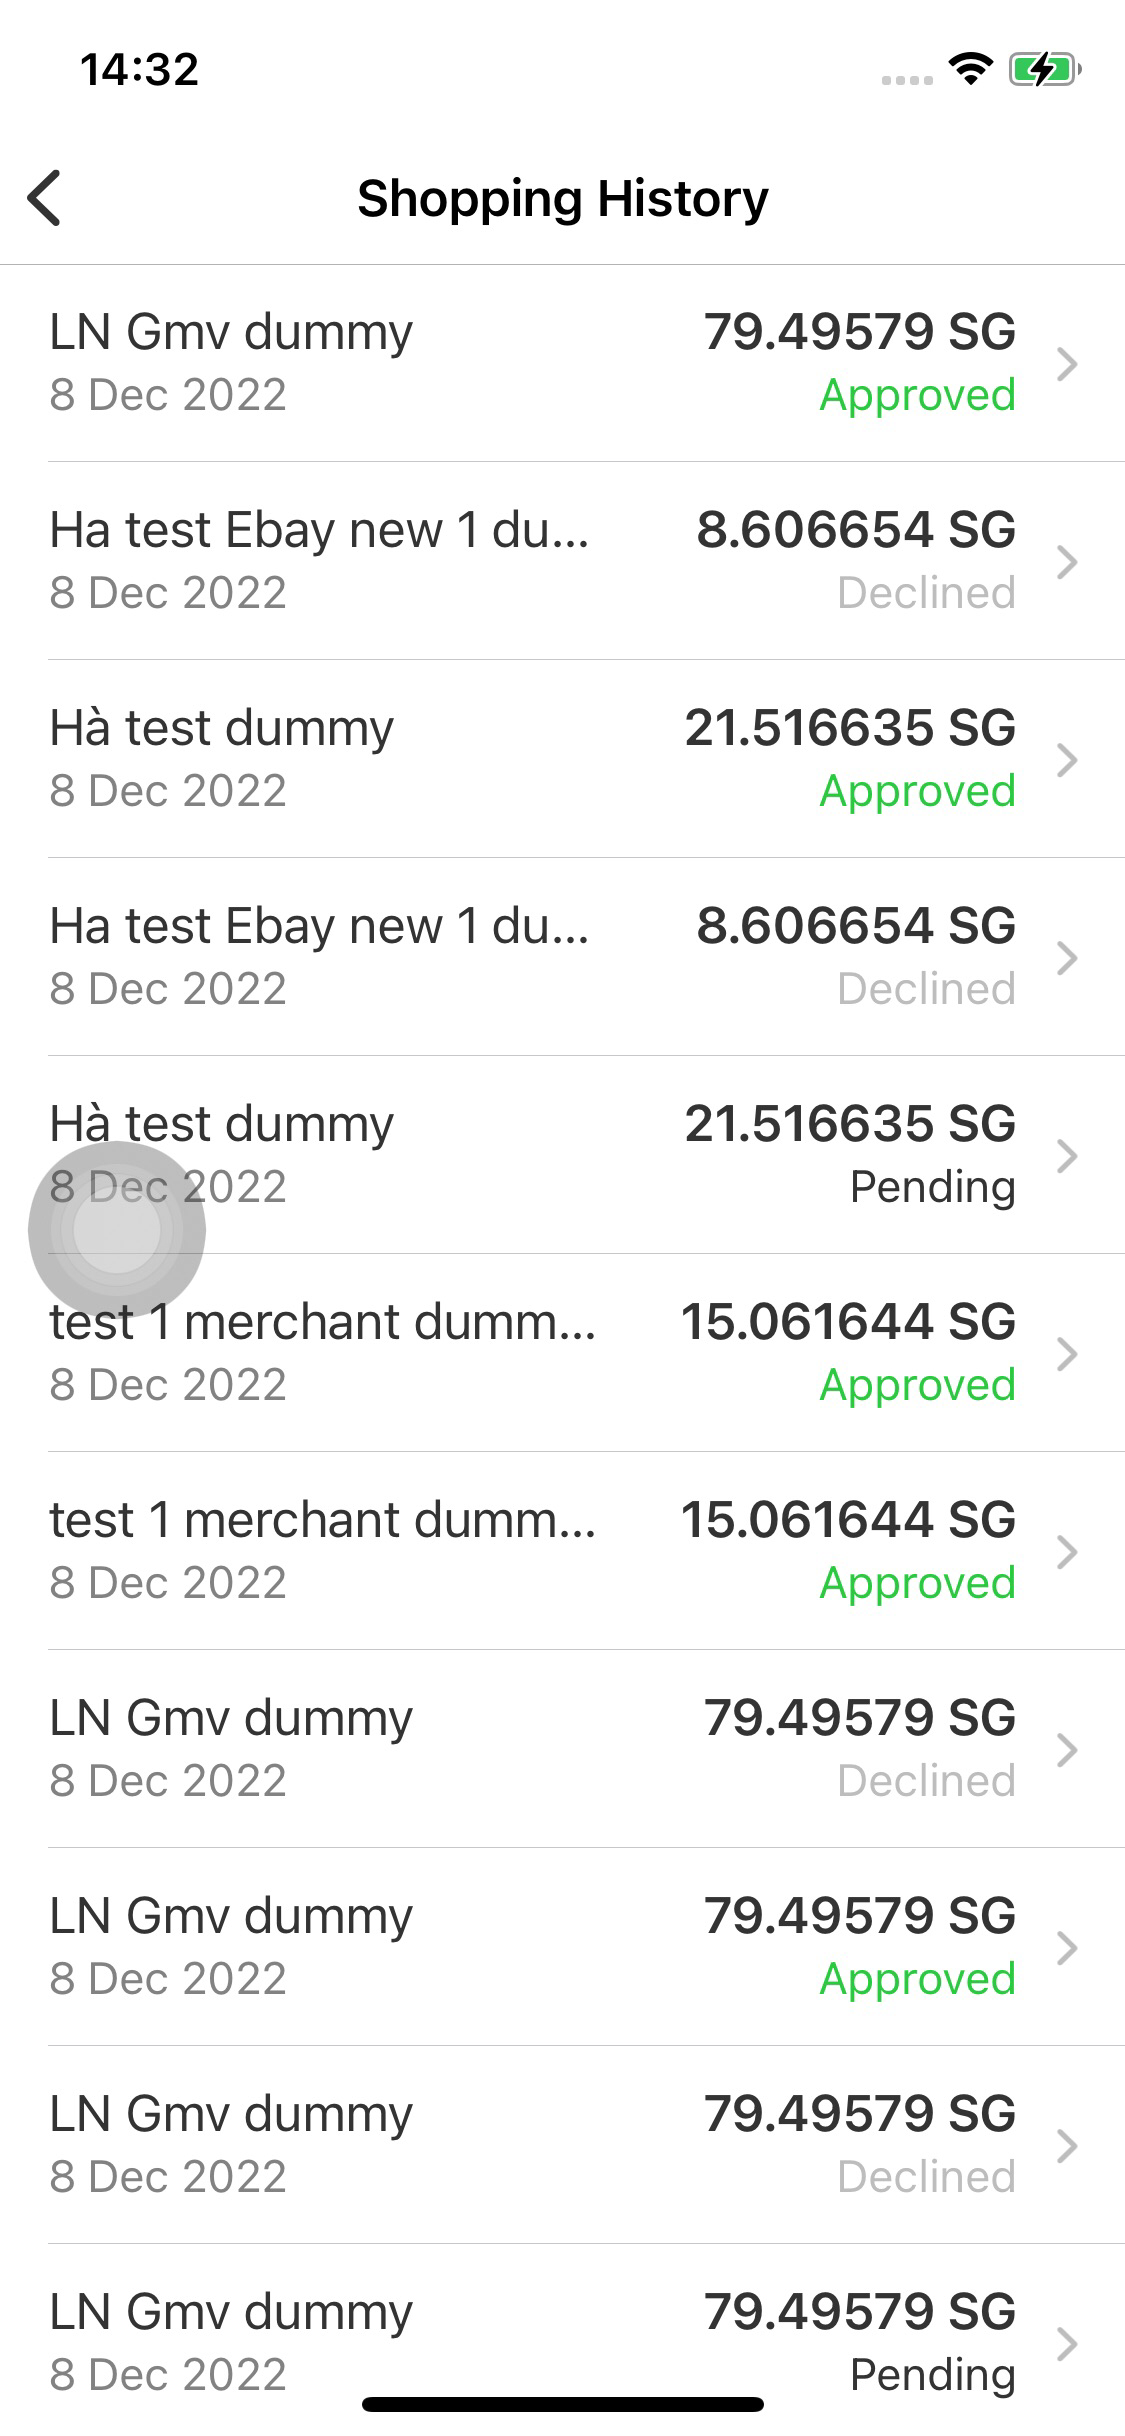 14:32
Shopping History
LN Gmv dummy 79.49579 SG
8 Dec 2022 Approved
Ha test Ebay new 1 du... 8.606654 SG
8 Dec 2022 Declined
Hà test dummy 21.516635 SG
8 Dec 2022 Approved
Ha test Ebay new 1 du... 8.606654 SG
8 Dec 2022 Declined
Hà test dummy 21.516635 SG
8 Dec 2022 Pending
test 1 merchant dumm... 15.061644 SG
8 Dec 2022 Approved
test 1 merchant dumm... 15.061644 SG
8 Dec 2022 Approved
LN Gmv dummy 79.49579 SG
8 Dec 2022 Declined
LN Gmv dummy 79.49579 SG
8 Dec 2022 Approved
LN Gmv dummy 79.49579 SG
8 Dec 2022 Declined
LN Gmv dummy 79.49579 SG
8 Dec 2022 Pending